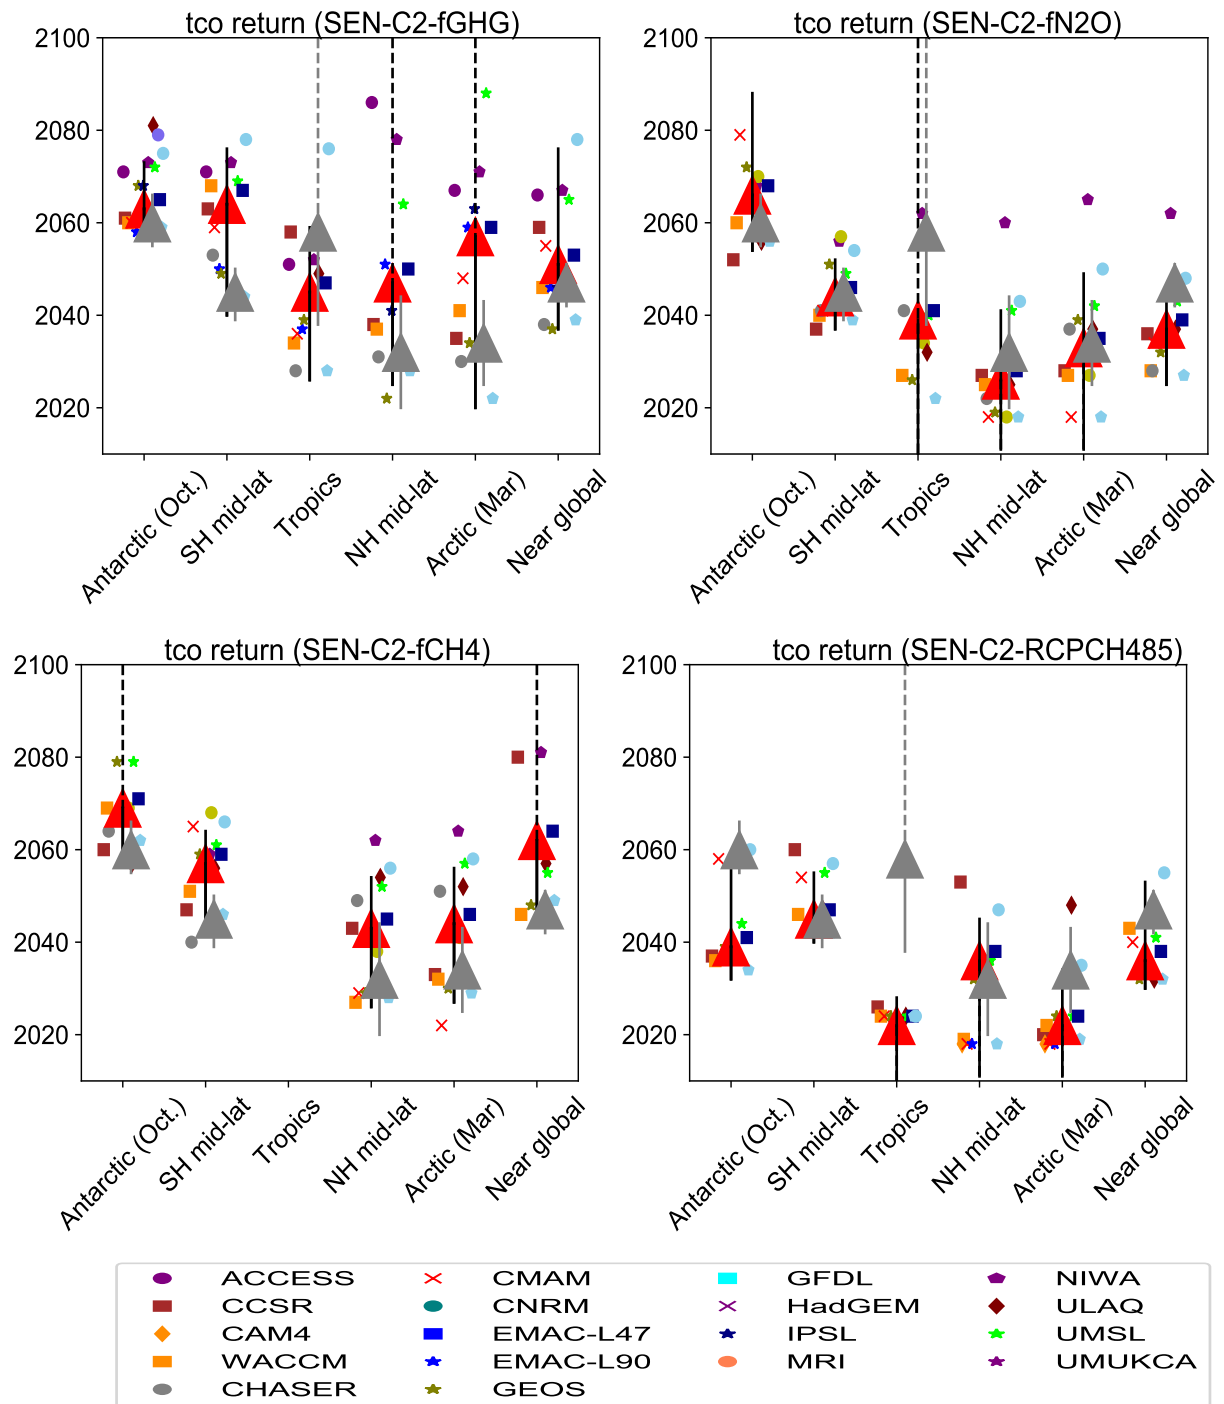 tco return (SEN-C2-fGHG)
tco return (SEN-C2-fN2O)
2100
2080
2060
2040
2020
2100
2080
2060
2040
2020
Antarctic (Oct.)
SH mid-lat
Tropics
NH mid-lat
Arctic (Mar)
Near global
Antarctic (Oct.)
SH mid-lat
Tropics
NH mid-lat
Arctic (Mar)
Near global
tco return (SEN-C2-fCH4)
tco return (SEN-C2-RCPCH485)
2100
2080
2060
2040
2020
2100
2080
2060
2040
2020
Antarctic (Oct.)
SH mid-lat
Tropics
NH mid-lat
Arctic (Mar)
Near global
Antarctic (Oct.)
SH mid-lat
Tropics
NH mid-lat
Arctic (Mar)
Near global
ACCESS
CCSR
CAM4
WACCM
CHASER
CMAM
CNRM
EMAC-L47
EMAC-L90
GEOS
GFDL
HadGEM
IPSL
MRI
NIWA
ULAQ
UMSL
UMUKCA